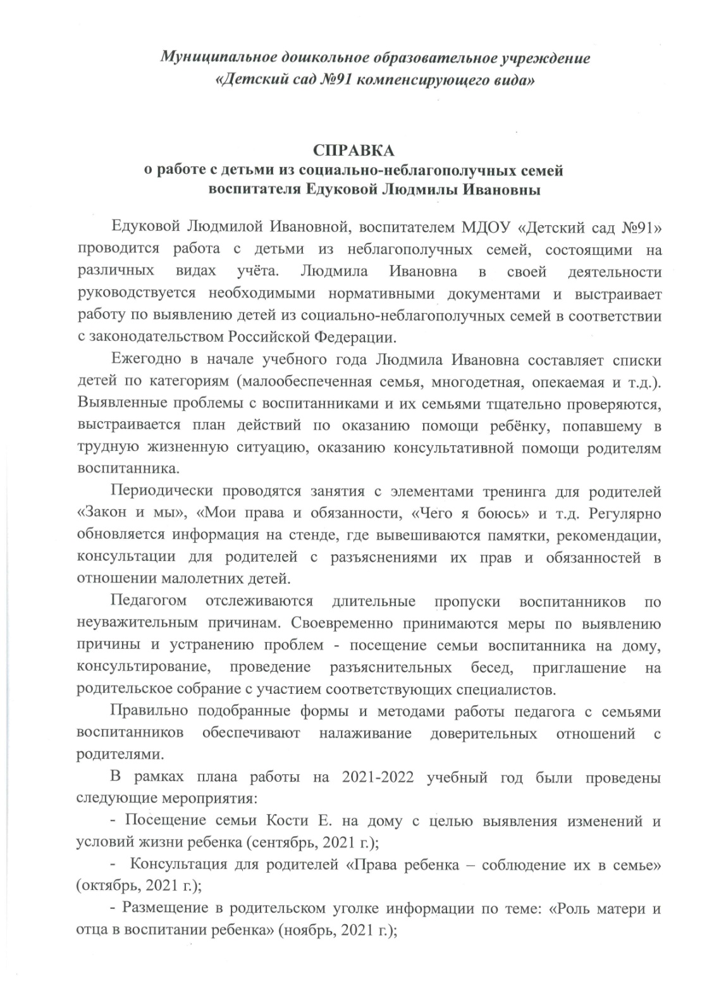 Муниципальное дошкольное образовательное учреждение
«Детский сад №91 компенсирующего вида»
СПРАВКА
о работе с детьми из социально-неблагополучных семей
воспитателя Едуковой Людмилы Ивановны
Едуковой Людмилой Ивановной, воспитателем МДОУ «Детский сад №91»
проводится работа с детьми из неблагополучных семей, состоящими на
различных видах учёта. Людмила Ивановна в своей деятельности
руководствуется необходимыми нормативными документами и выстраивает
работу по выявлению детей из социально-неблагополучных семей в соответствии
с законодательством Российской Федерации.
Ежегодно в начале учебного года Людмила Ивановна составляет списки
детей по категориям (малообеспеченная семья, многодетная, опекаемая и т.д.).
Выявленные проблемы с воспитанниками и их семьями тщательно проверяются,
выстраивается план действий по оказанию помощи ребёнку, попавшему в
трудную жизненную ситуацию, оказанию консультативной помощи родителям
воспитанника.
Периодически проводятся занятия с элементами тренинга для родителей
«Закон и мы», «Мои права и обязанности, «Чего я боюсь» и т.д. Регулярно
обновляется информация на стенде, где вывешиваются памятки, рекомендации,
консультации для родителей с разъяснениями их прав и обязанностей в
отношении малолетних детей.
Педагогом отслеживаются длительные пропуски воспитанников по
неуважительным причинам. Своевременно принимаются меры по выявлению
причины и устранению проблем - посещение семьи воспитанника на дому,
консультирование, проведение разъяснительных бесед, приглашение на
родительское собрание с участием соответствующих специалистов.
Правильно подобранные формы и методами работы педагога с семьями
воспитанников обеспечивают налаживание доверительных отношений с
родителями.
В рамках плана работы на 2021-2022 учебный год были проведены
следующие мероприятия:
- Посещение семьи Кости Е. на дому с целью выявления изменений и
условий жизни ребенка (сентябрь, 2021 г.);
- Консультация для родителей «Права ребенка – соблюдение их в семье»
(октябрь, 2021 г.);
- Размещение в родительском уголке информации по теме: «Роль матери и
отца в воспитании ребенка» (ноябрь, 2021 г.);